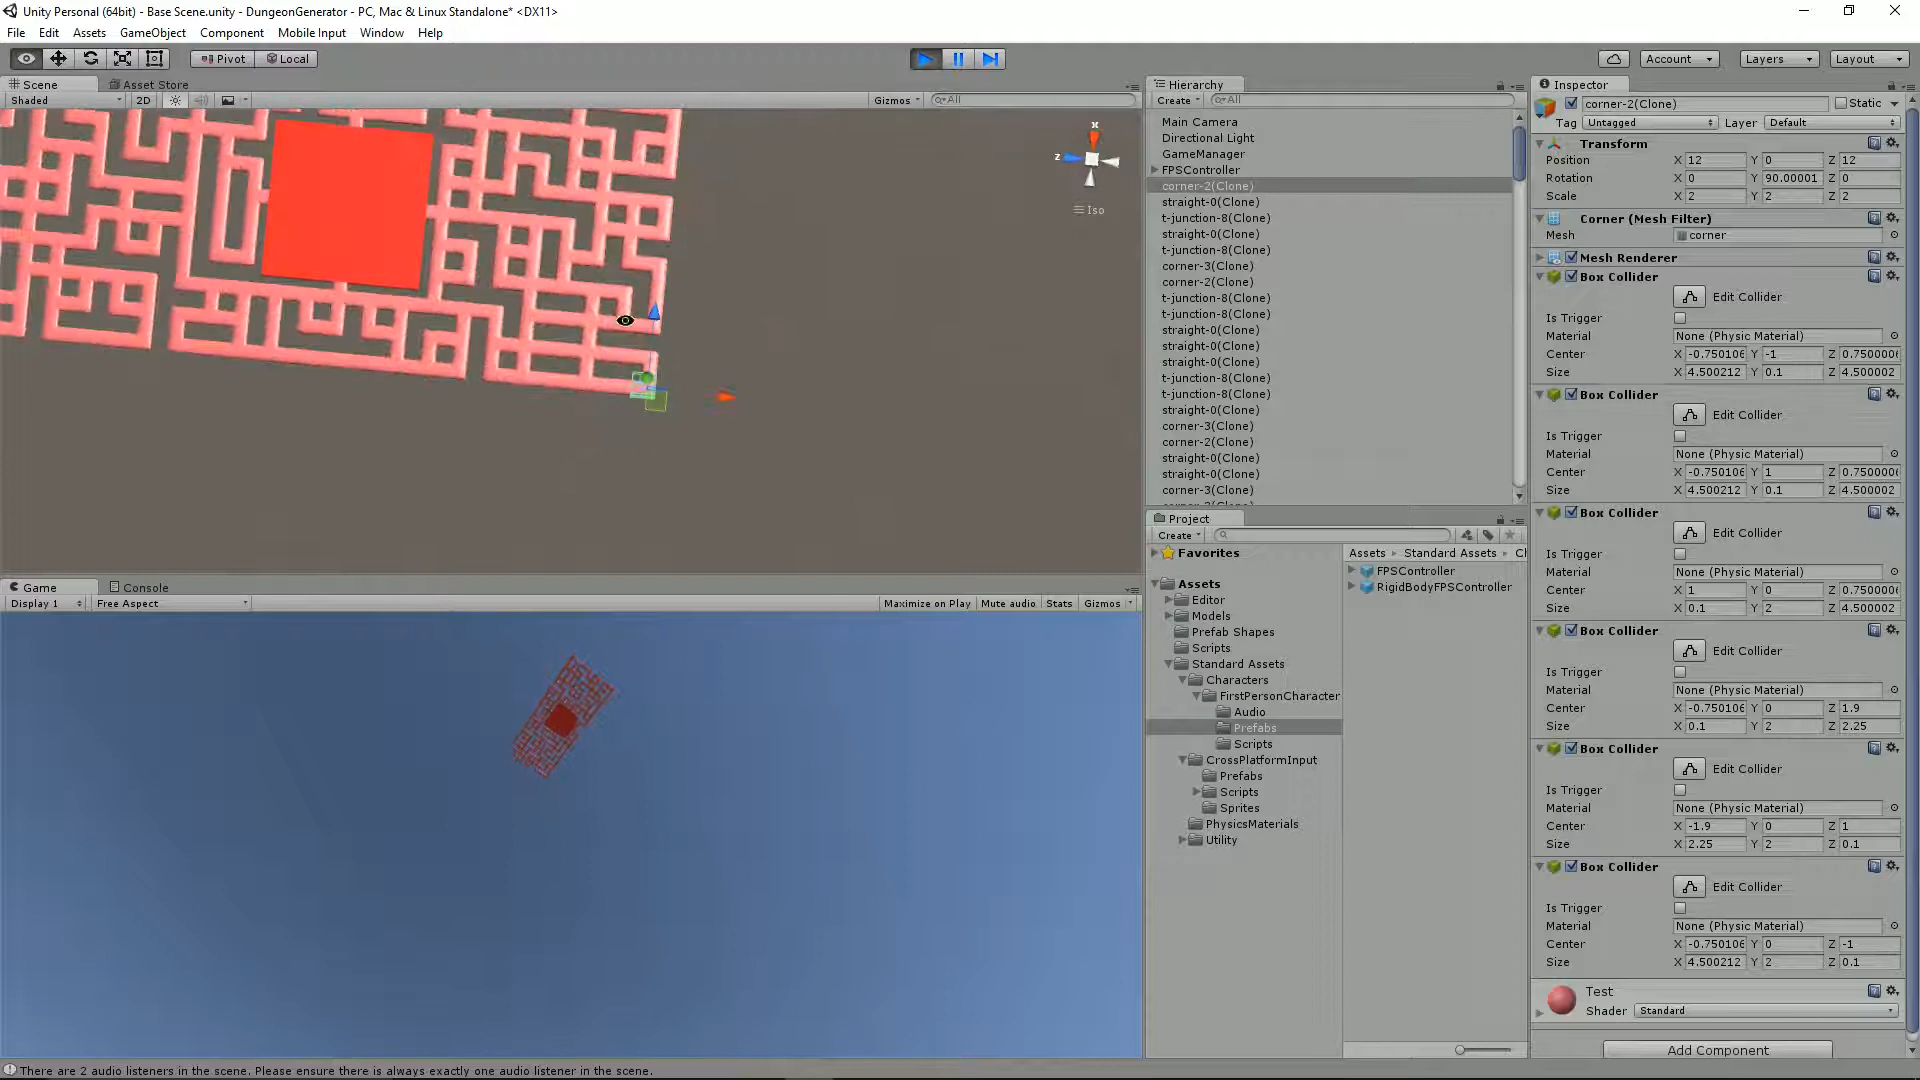 Unity Personal (64bit) - Base Scene.unity - DungeonGenerator - PC, Mac & Linux Standalone* <DX11>
File Edit Assets GameObject Component Mobile Input Window Help
Pivot Local Account Layers Layout
Scene Asset Store
Shaded 2D Gizmos All
x
z
Iso
Game Console
Display 1 Free Aspect Maximize on Play Mute audio Stats Gizmos
Hierarchy
Create All
Main Camera
Directional Light
GameManager
FPSController
corner-2(Clone)
straight-0(Clone)
t-junction-8(Clone)
straight-0(Clone)
t-junction-8(Clone)
corner-3(Clone)
corner-2(Clone)
t-junction-8(Clone)
t-junction-8(Clone)
straight-0(Clone)
straight-0(Clone)
straight-0(Clone)
t-junction-8(Clone)
t-junction-8(Clone)
straight-0(Clone)
corner-3(Clone)
corner-2(Clone)
straight-0(Clone)
straight-0(Clone)
corner-3(Clone)
Project
Create
Favorites
Assets
Editor
Models
Prefab Shapes
Scripts
Standard Assets
Characters
FirstPersonCharacter
Audio
Prefabs
Scripts
CrossPlatformInput
Prefabs
Scripts
Sprites
PhysicsMaterials
Utility
Assets Standard Assets Cl
FPSController
RigidBodyFPSController
Inspector
corner-2(Clone) Static
Tag Untagged Layer Default
Transform
Position X 12 Y 0 Z 12
Rotation X 0 Y 90.00001 Z 0
Scale X 2 Y 2 Z 2
Corner (Mesh Filter)
Mesh corner
Mesh Renderer
Box Collider
Edit Collider
Is Trigger
Material None (Physic Material)
Center X -0.750106 Y -1 Z 0.7500006
Size X 4.500212 Y 0.1 Z 4.500002
Box Collider
Edit Collider
Is Trigger
Material None (Physic Material)
Center X -0.750106 Y 1 Z 0.7500006
Size X 4.500212 Y 0.1 Z 4.500002
Box Collider
Edit Collider
Is Trigger
Material None (Physic Material)
Center X 1 Y 0 Z 0.7500006
Size X 0.1 Y 2 Z 4.500002
Box Collider
Edit Collider
Is Trigger
Material None (Physic Material)
Center X -0.750106 Y 0 Z 1.9
Size X 0.1 Y 2 Z 2.25
Box Collider
Edit Collider
Is Trigger
Material None (Physic Material)
Center X -1.9 Y 0 Z 1
Size X 2.25 Y 2 Z 0.1
Box Collider
Edit Collider
Is Trigger
Material None (Physic Material)
Center X -0.750106 Y 0 Z -1
Size X 4.500212 Y 2 Z 0.1
Test
Shader Standard
Add Component
There are 2 audio listeners in the scene. Please ensure there is always exactly one audio listener in the scene.